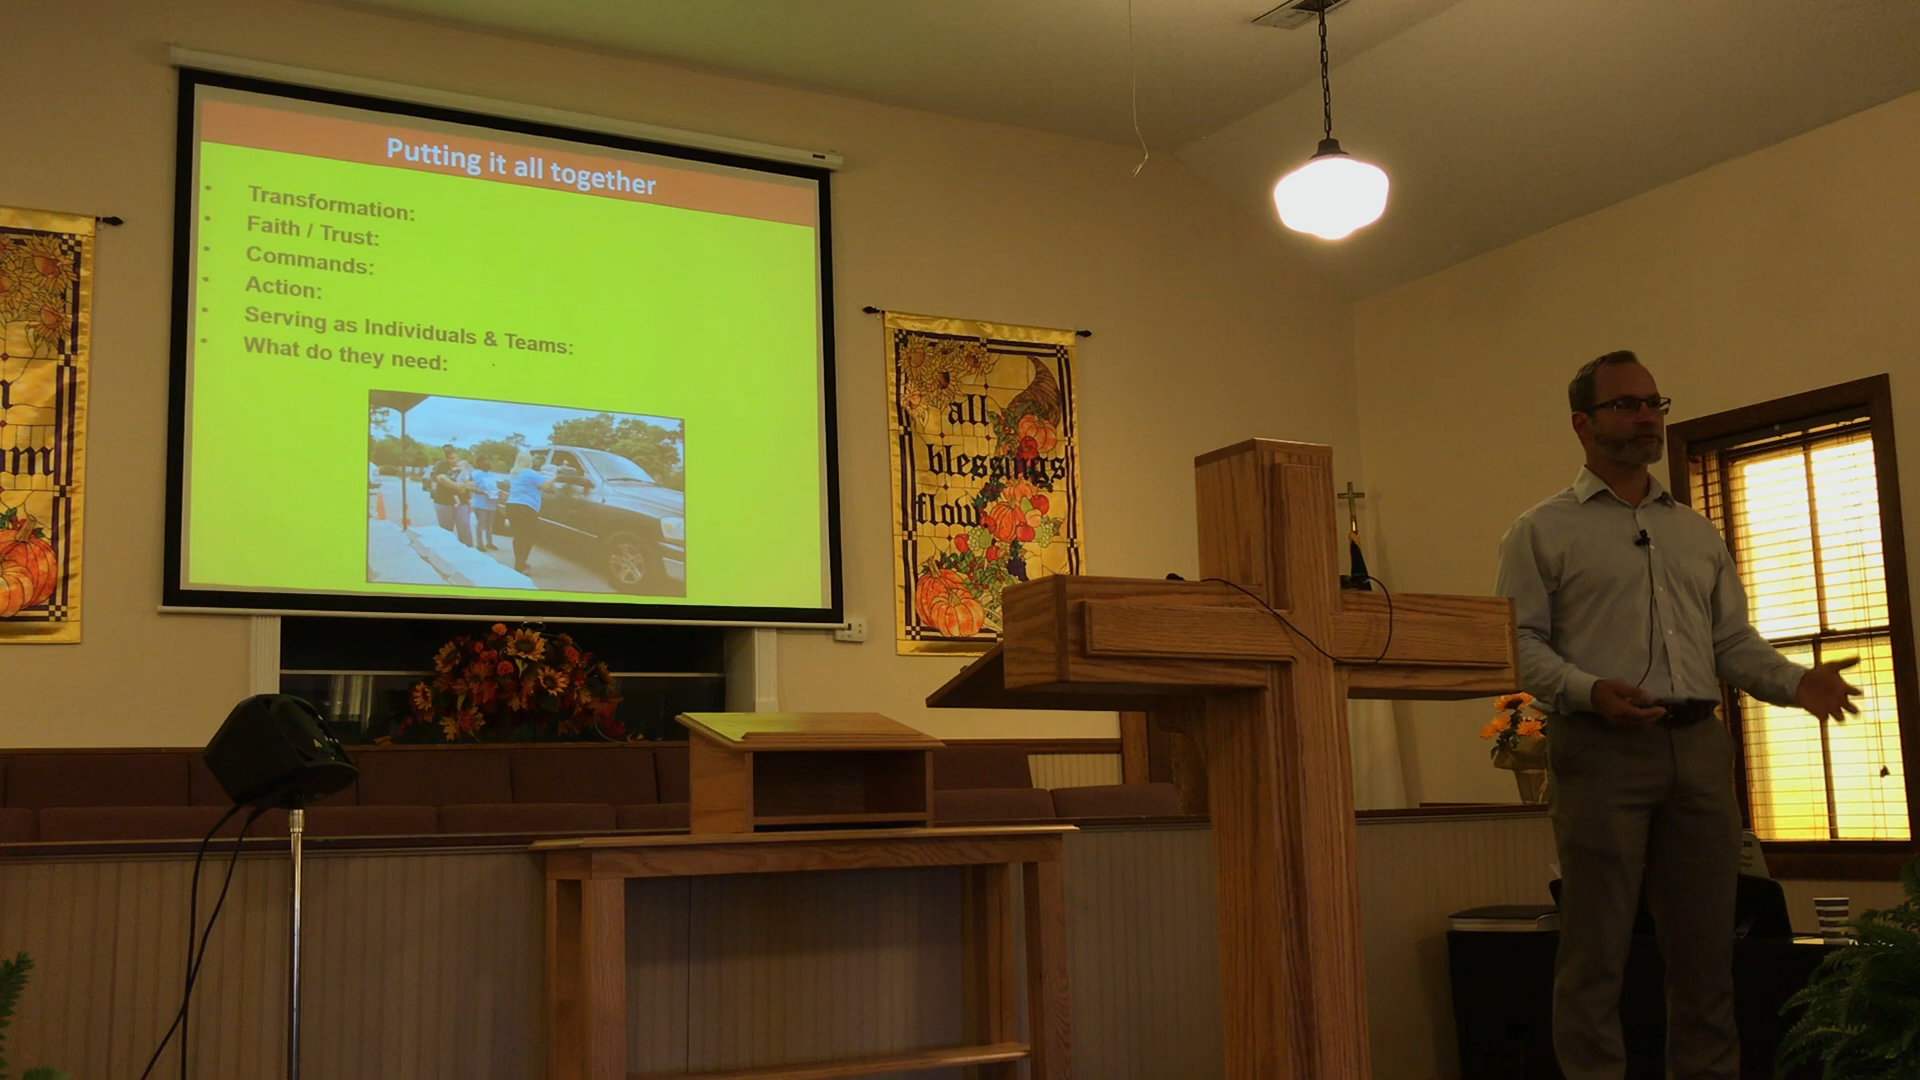 Putting it all together
Transformation:
Faith / Trust:
Commands:
Action:
Serving as Individuals & Teams:
What do they need:
all
blessings
flow